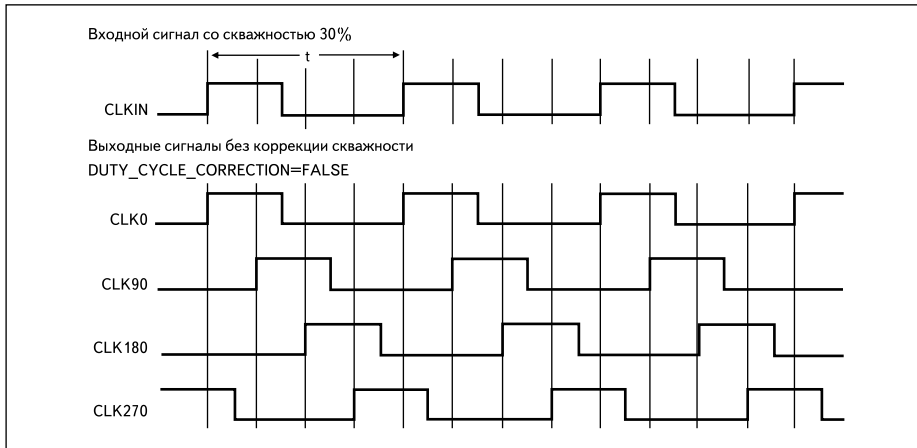 Входной сигнал со скважностью 30%
t
CLKIN
Выходные сигналы без коррекции скважности
DUTY_CYCLE_CORRECTION=FALSE
CLK0
CLK90
CLK180
CLK270